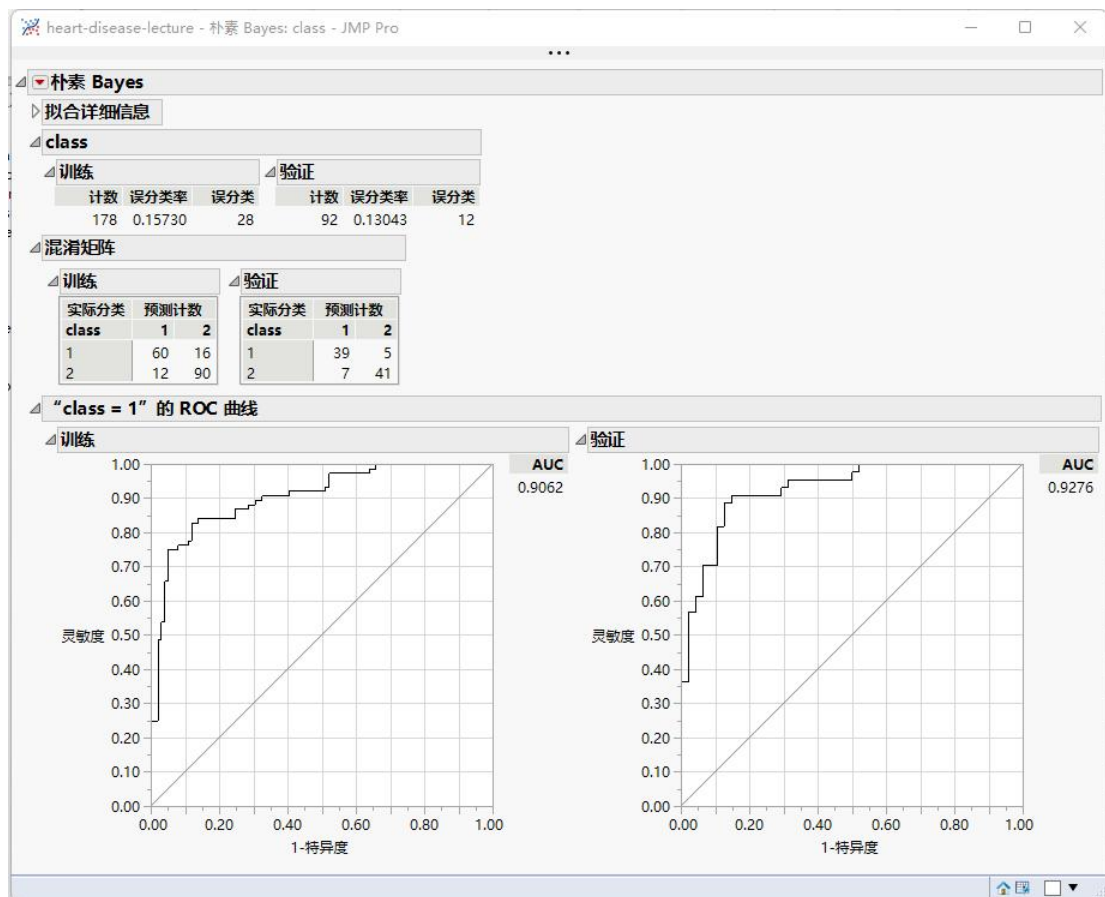 heart-disease-lecture - 朴素 Bayes: class - JMP Pro
朴素 Bayes
拟合详细信息
class
训练 验证
计数 误分类率 误分类 计数 误分类率 误分类
178 0.15730 28 92 0.13043 12
混淆矩阵
训练 验证
实际分类 预测计数 实际分类 预测计数
class 1 2 class 1 2
1 60 16 1 39 5
2 12 90 2 7 41
“class = 1”的 ROC 曲线
训练 验证
1.00 AUC 1.00 AUC
0.9062 0.9276
0.90 0.90
0.80 0.80
0.70 0.70
0.60 0.60
灵敏度 0.50 灵敏度 0.50
0.40 0.40
0.30 0.30
0.20 0.20
0.10 0.10
0.00 0.00
0.00 0.20 0.40 0.60 1.00 0.00 0.20 0.40 0.60 1.00
1-特异度 1-特异度